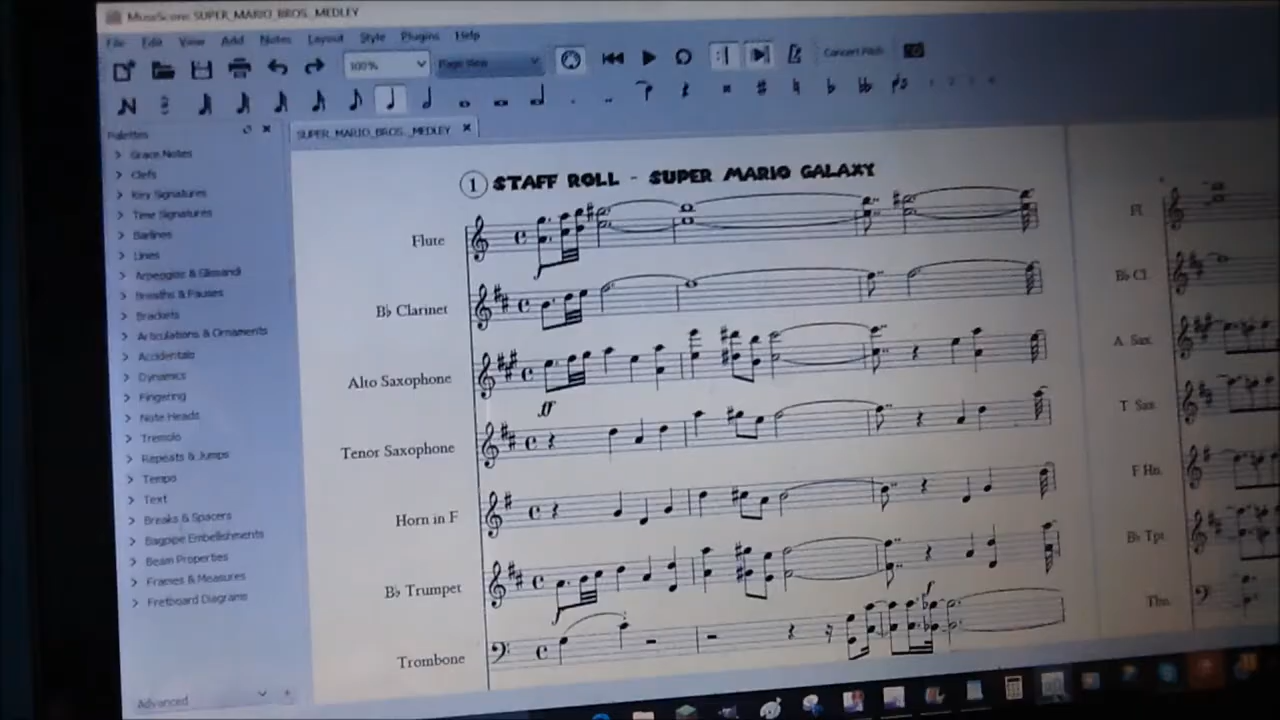 MuseScore: SUPER_MARIO_BROS._MEDLEY
File Edit View Add Notes Layout Style Plugins Help
100% Page View Concert Pitch
Palettes
SUPER_MARIO_BROS._MEDLEY
Grace Notes
Clefs
Key Signatures
Time Signatures
Barlines
Lines
Arpeggios & Glissandi
Breaths & Pauses
Brackets
Articulations & Ornaments
Accidentals
Dynamics
Fingering
Note Heads
Tremolo
Repeats & Jumps
Tempo
Text
Breaks & Spacers
Bagpipe Embellishments
Beam Properties
Frames & Measures
Fretboard Diagrams
Advanced
1 STAFF ROLL - SUPER MARIO GALAXY
Flute
B♭ Clarinet
Alto Saxophone
Tenor Saxophone
Horn in F
B♭ Trumpet
Trombone
Fl.
B♭ Cl.
A. Sax.
T. Sax.
F Hn.
B♭ Tpt.
Tbn.